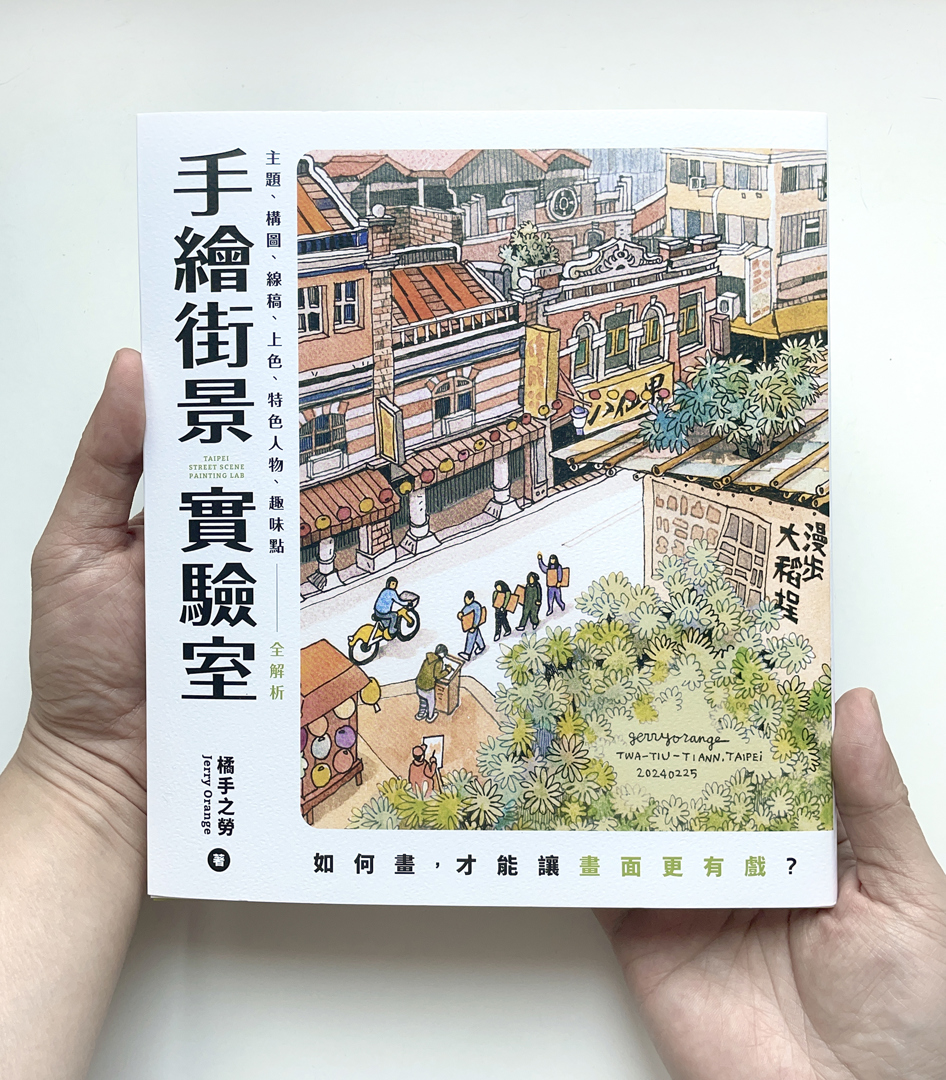 手繪街景實驗室
TAIPEI
STREET SCENE
PAINTING LAB
主題、構圖、線稿、上色、特色人物、趣味點——全解析
橘手之勞
Jerry Orange
著
八仙
漫步
大稻埕
jerryorange
TWA-TIU-TIANN.TAIPEI
20240225
如何畫，才能讓畫面更有戲？